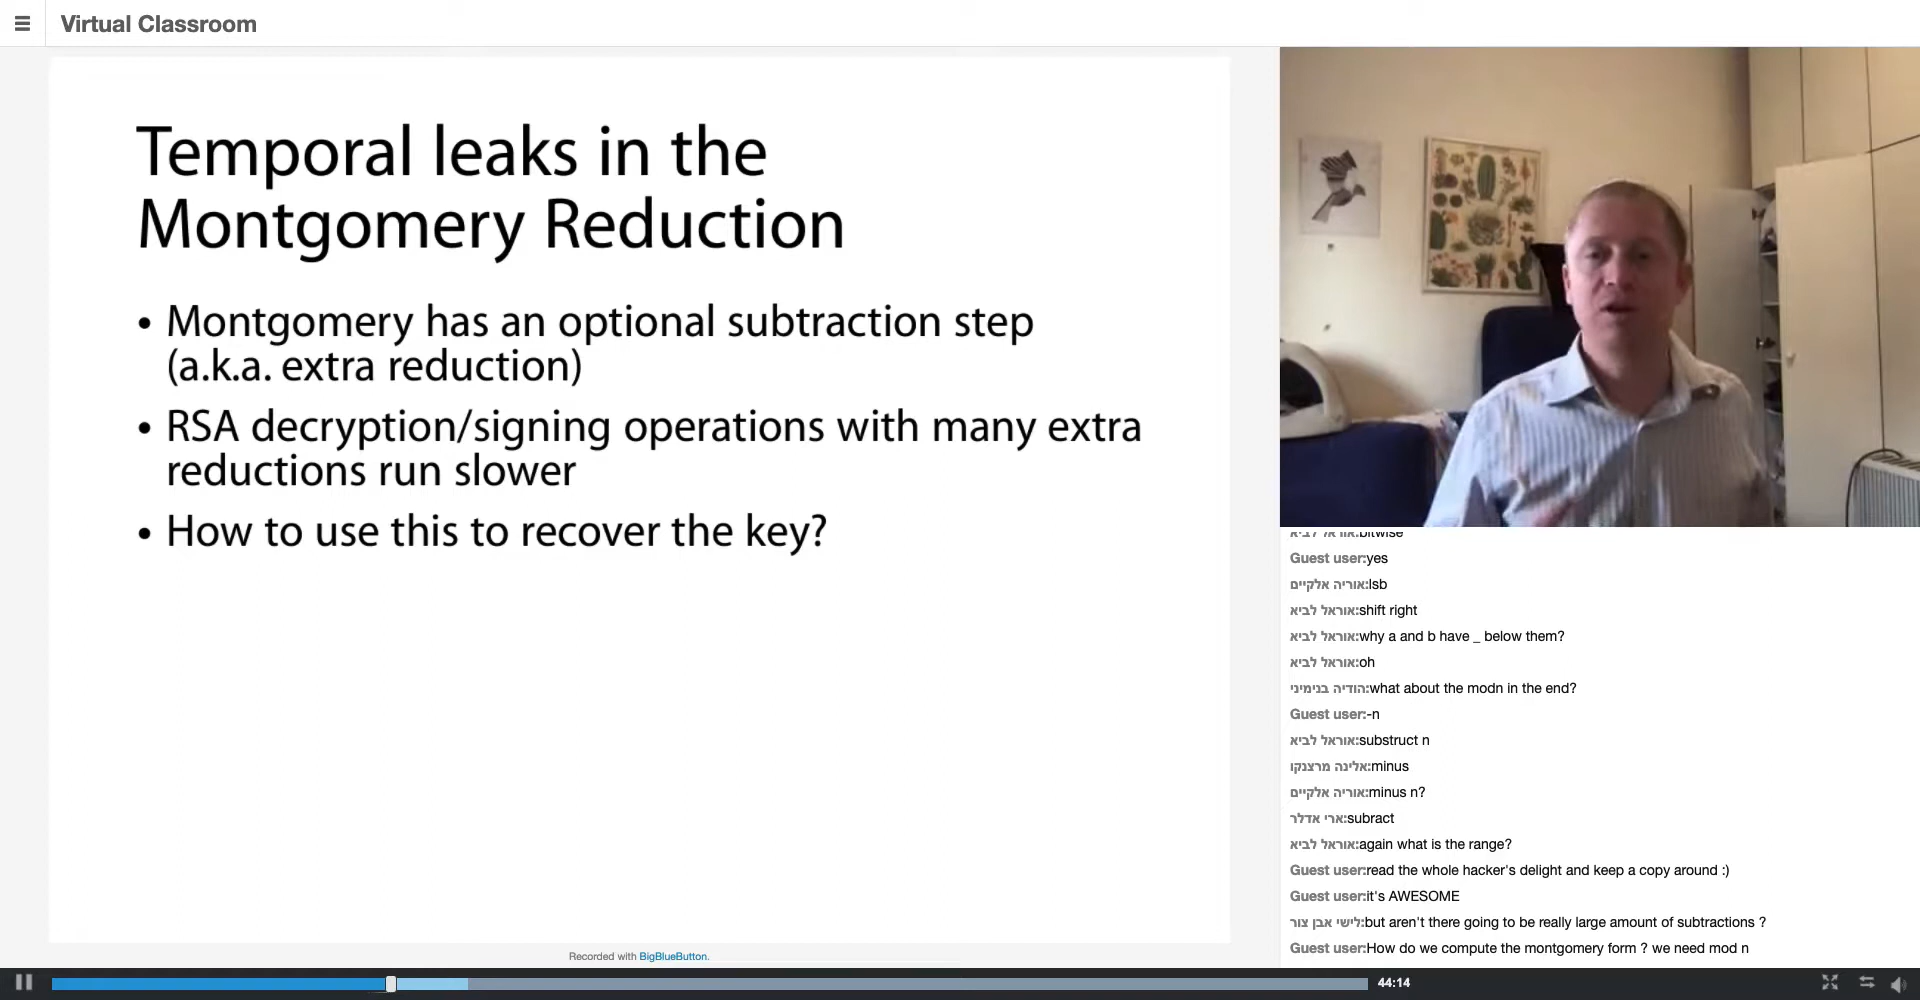 Virtual Classroom
Temporal leaks in the
Montgomery Reduction
• Montgomery has an optional subtraction step
(a.k.a. extra reduction)
• RSA decryption/signing operations with many extra
reductions run slower
• How to use this to recover the key?
אוראל לביא:bitwise
Guest user:yes
אוריה אלקיים:lsb
אוראל לביא:shift right
אוראל לביא:why a and b have _ below them?
אוראל לביא:oh
הודיה בנימיני:what about the modn in the end?
Guest user:-n
אוראל לביא:substruct n
אלינה מרצנקו:minus
אוריה אלקיים:minus n?
ארי אדלר:subract
אוראל לביא:again what is the range?
Guest user:read the whole hacker's delight and keep a copy around :)
Guest user:it's AWESOME
לישי אבן צור:but aren't there going to be really large amount of subtractions ?
Guest user:How do we compute the montgomery form ? we need mod n
Recorded with BigBlueButton.
44:14